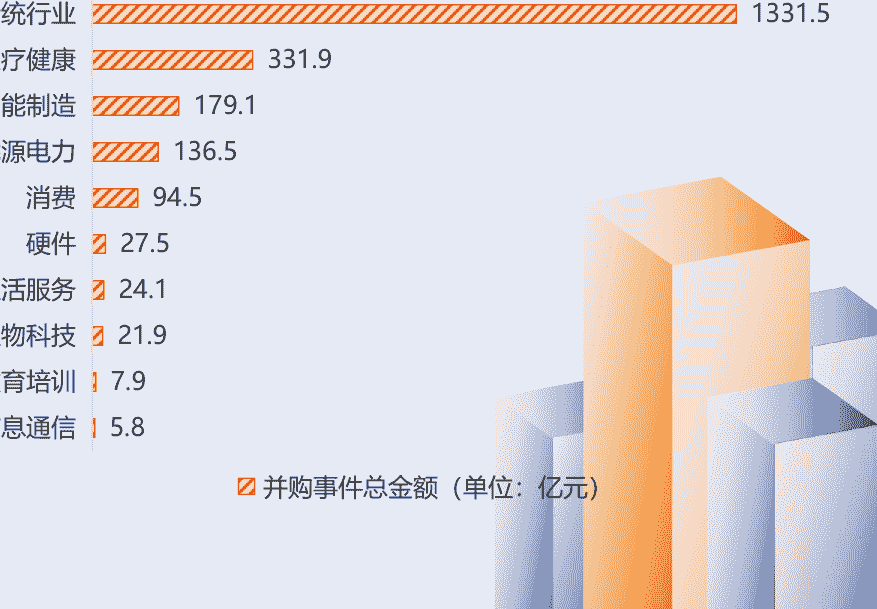 统行业 1331.5
疗健康 331.9
能制造 179.1
源电力 136.5
消费 94.5
硬件 27.5
活服务 24.1
物科技 21.9
育培训 7.9
息通信 5.8
并购事件总金额（单位：亿元）